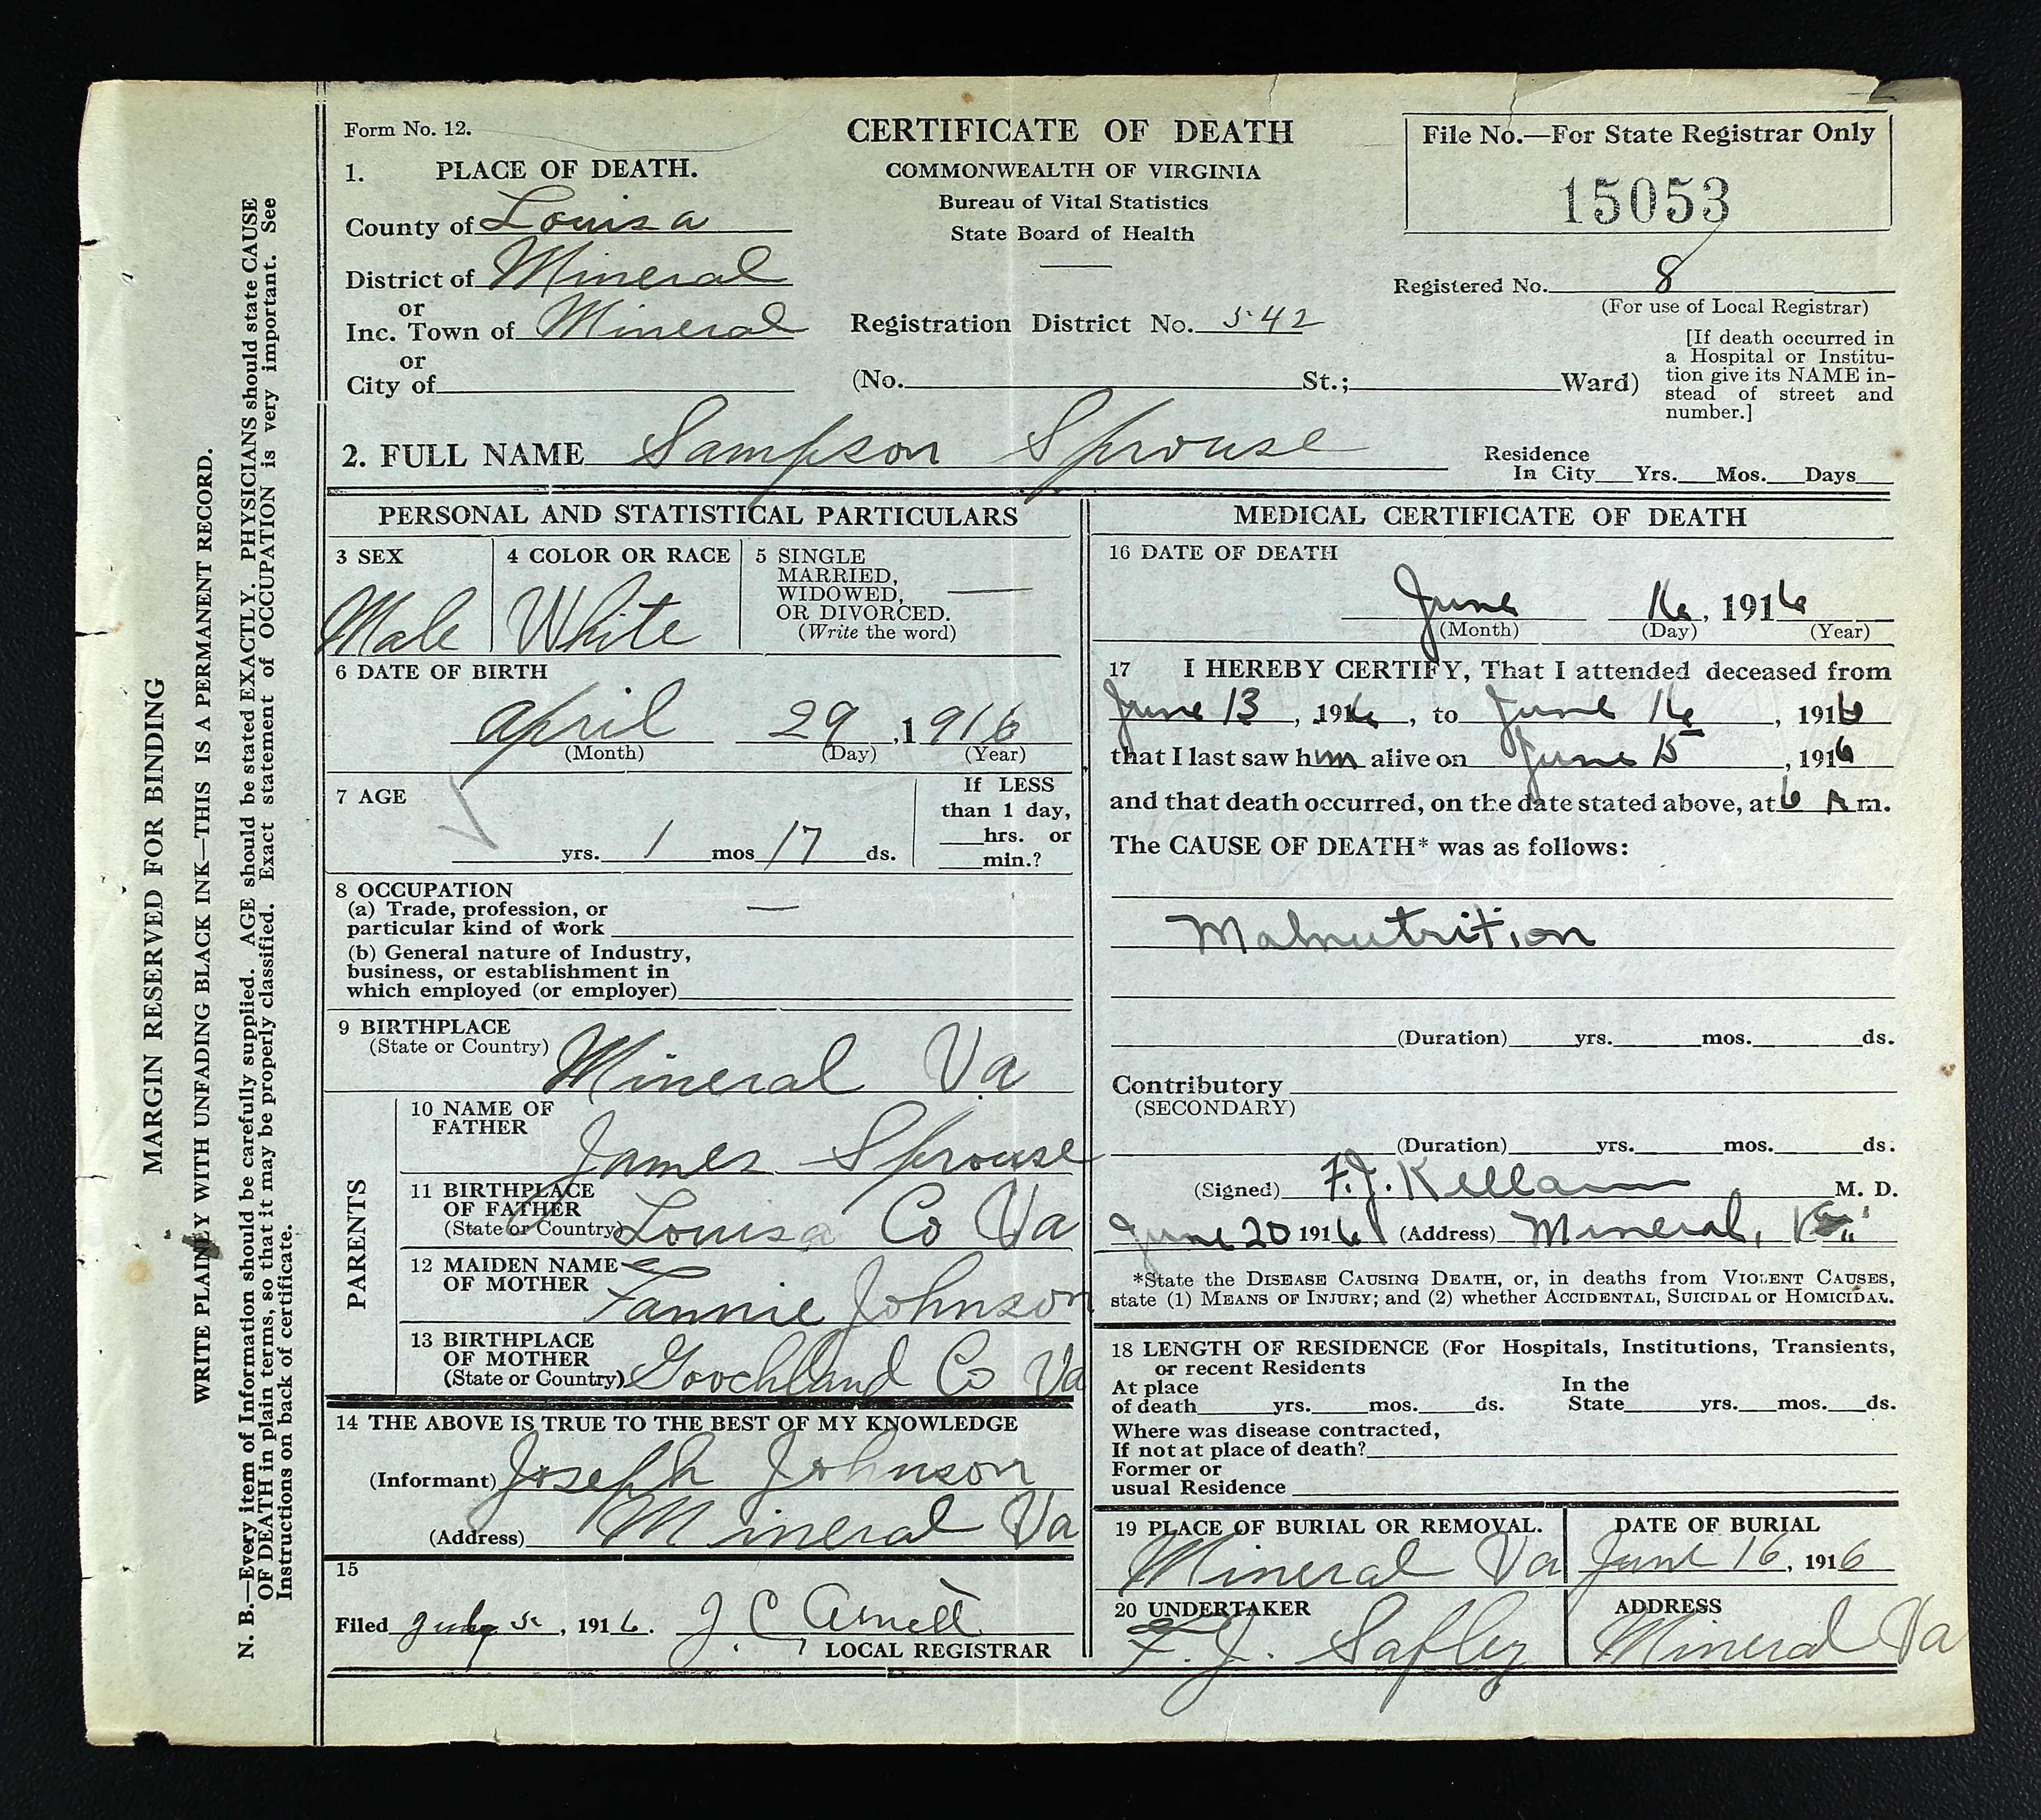 MARGIN RESERVED FOR BINDING
WRITE PLAINLY WITH UNFADING BLACK INK—THIS IS A PERMANENT RECORD.
N. B.—Every item of Information should be carefully supplied. AGE should be stated EXACTLY. PHYSICIANS should state CAUSE
OF DEATH in plain terms, so that it may be properly classified. Exact statement of OCCUPATION is very important. See
Instructions on back of certificate.
Form No. 12.
CERTIFICATE OF DEATH
COMMONWEALTH OF VIRGINIA
Bureau of Vital Statistics
State Board of Health
File No.—For State Registrar Only
15053
1. PLACE OF DEATH.
County of Louisa
District of Mineral
or
Inc. Town of Mineral
or
City of
Registration District No. 542
Registered No. 8
(For use of Local Registrar)
(No. St.; Ward)
[If death occurred in
a Hospital or Institu-
tion give its NAME in-
stead of street and
number.]
2. FULL NAME Sampson Sprouse
Residence
In City Yrs. Mos. Days
PERSONAL AND STATISTICAL PARTICULARS
3 SEX
Male
4 COLOR OR RACE
White
5 SINGLE
MARRIED,
WIDOWED, —
OR DIVORCED.
(Write the word)
6 DATE OF BIRTH
April 29, 1916
(Month) (Day) (Year)
7 AGE
yrs. 1 mos 17 ds.
If LESS
than 1 day,
hrs. or
min.?
8 OCCUPATION
(a) Trade, profession, or —
particular kind of work
(b) General nature of Industry,
business, or establishment in
which employed (or employer)
9 BIRTHPLACE
(State or Country) Mineral Va
PARENTS
10 NAME OF
FATHER
James Sprouse
11 BIRTHPLACE
OF FATHER
(State or Country) Louisa Co Va
12 MAIDEN NAME
OF MOTHER
Fannie Johnson
13 BIRTHPLACE
OF MOTHER
(State or Country) Goochland Co Va
14 THE ABOVE IS TRUE TO THE BEST OF MY KNOWLEDGE
(Informant) Joseph Johnson
(Address) Mineral Va
15
Filed July 5, 1916. J. C. Arnett
LOCAL REGISTRAR
MEDICAL CERTIFICATE OF DEATH
16 DATE OF DEATH
June 16, 1916
(Month) (Day) (Year)
17 I HEREBY CERTIFY, That I attended deceased from
June 13, 1916, to June 16, 1916
that I last saw him alive on June 15, 1916
and that death occurred, on the date stated above, at 6 A m.
The CAUSE OF DEATH* was as follows:
Malnutrition
(Duration) yrs. mos. ds.
Contributory
(SECONDARY)
(Duration) yrs. mos. ds.
(Signed) F. J. Kellam M. D.
June 20 1916 (Address) Mineral, Va.
*State the DISEASE CAUSING DEATH, or, in deaths from VIOLENT CAUSES,
state (1) MEANS OF INJURY; and (2) whether ACCIDENTAL, SUICIDAL or HOMICIDAL.
18 LENGTH OF RESIDENCE (For Hospitals, Institutions, Transients,
or recent Residents
At place In the
of death yrs. mos. ds. State yrs. mos. ds.
Where was disease contracted,
If not at place of death?
Former or
usual Residence
19 PLACE OF BURIAL OR REMOVAL.
Mineral Va
DATE OF BURIAL
June 16, 1916
20 UNDERTAKER
F. J. Safley
ADDRESS
Mineral Va